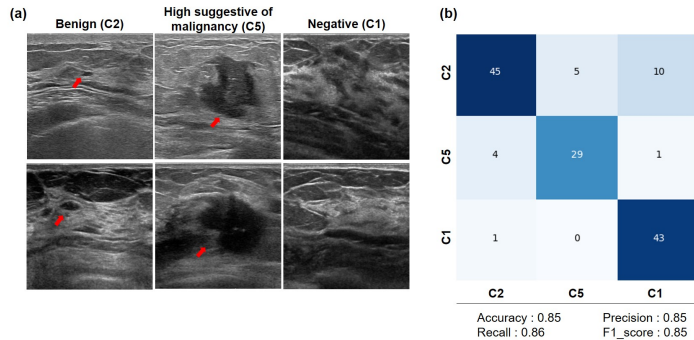 (a)
Benign (C2)
High suggestive of
malignancy (C5)
Negative (C1)
(b)
C2
45
5
10
C5
4
29
1
C1
1
0
43
C2
C5
C1
Accuracy : 0.85
Precision : 0.85
Recall : 0.86
F1_score : 0.85